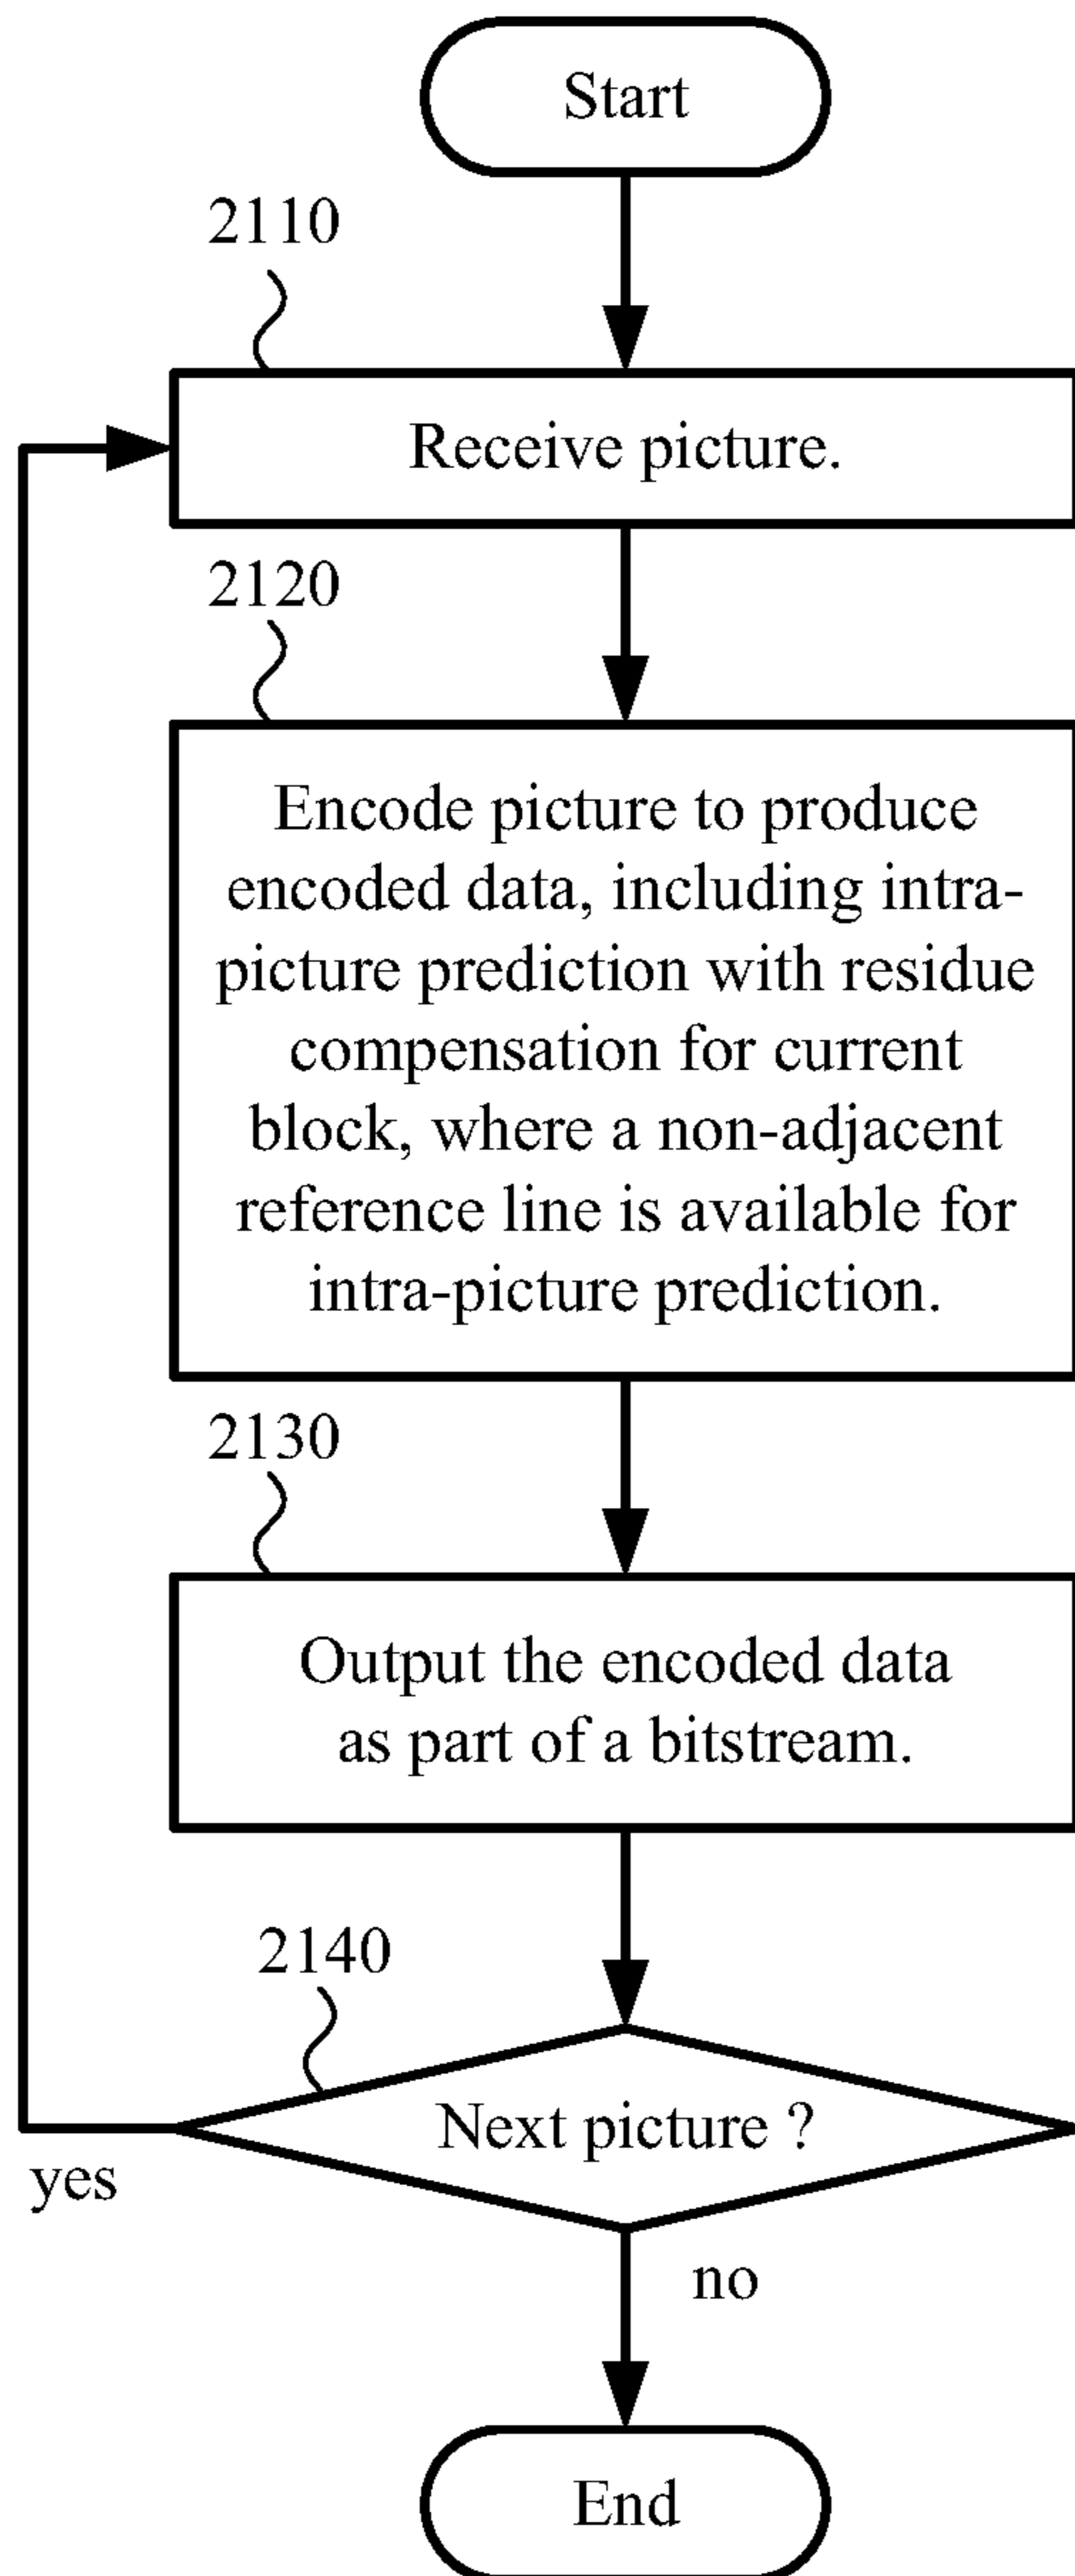 Start
2110
Receive picture.
2120
Encode picture to produce
encoded data, including intra-
picture prediction with residue
compensation for current
block, where a non-adjacent
reference line is available for
intra-picture prediction.
2130
Output the encoded data
as part of a bitstream.
2140
Next picture ?
yes
no
End